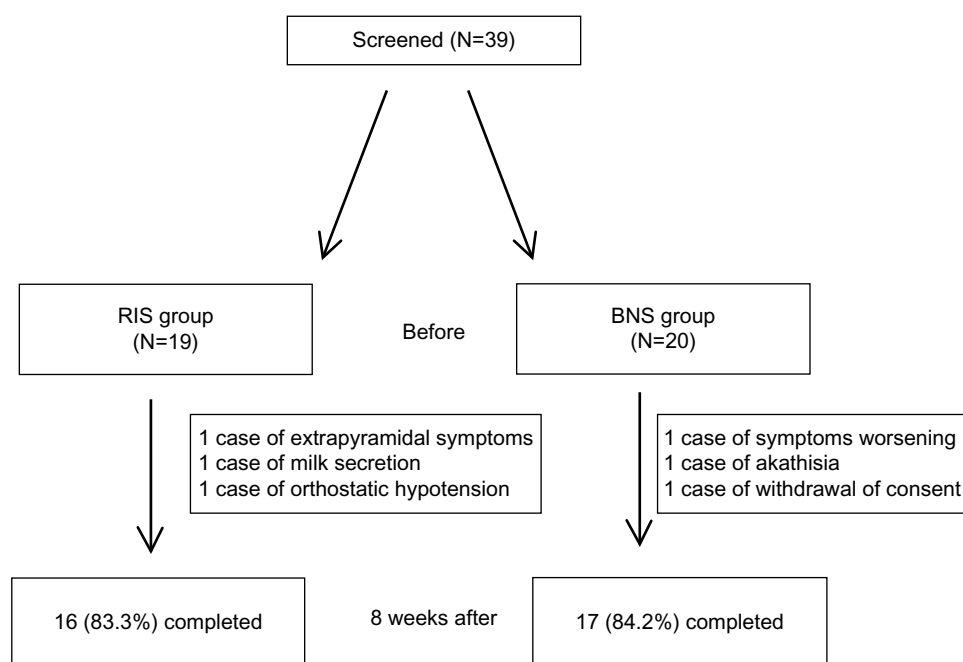 Screened (N=39)
RIS group
(N=19)
Before
BNS group
(N=20)
1 case of extrapyramidal symptoms
1 case of milk secretion
1 case of orthostatic hypotension
1 case of symptoms worsening
1 case of akathisia
1 case of withdrawal of consent
16 (83.3%) completed
8 weeks after
17 (84.2%) completed